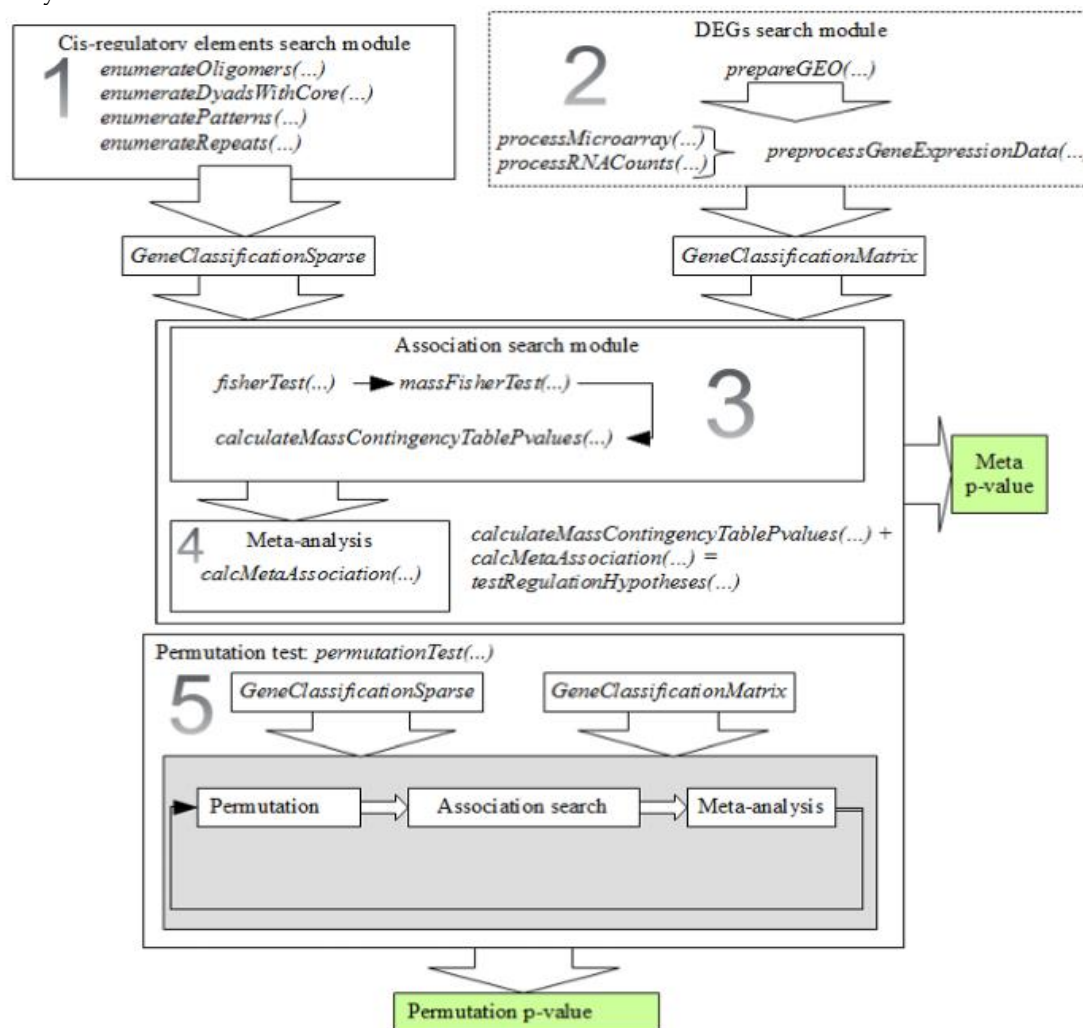 Cis-regulatory elements search module
1
enumerateOligomers(...)
enumerateDyadsWithCore(...)
enumeratePatterns(...)
enumerateRepeats(...)
DEGs search module
2
prepareGEO(...)
processMicroarray(...)
processRNACounts(...)
preprocessGeneExpressionData(...
GeneClassificationSparse
GeneClassificationMatrix
Association search module
fisherTest(...)
massFisherTest(...)
3
calculateMassContingencyTablePvalues(...)
Meta
p-value
4
Meta-analysis
calcMetaAssociation(...)
calculateMassContingencyTablePvalues(...) +
calcMetaAssociation(...) =
testRegulationHypotheses(...)
Permutation test: permutationTest(...)
5
GeneClassificationSparse
GeneClassificationMatrix
Permutation
Association search
Meta-analysis
Permutation p-value